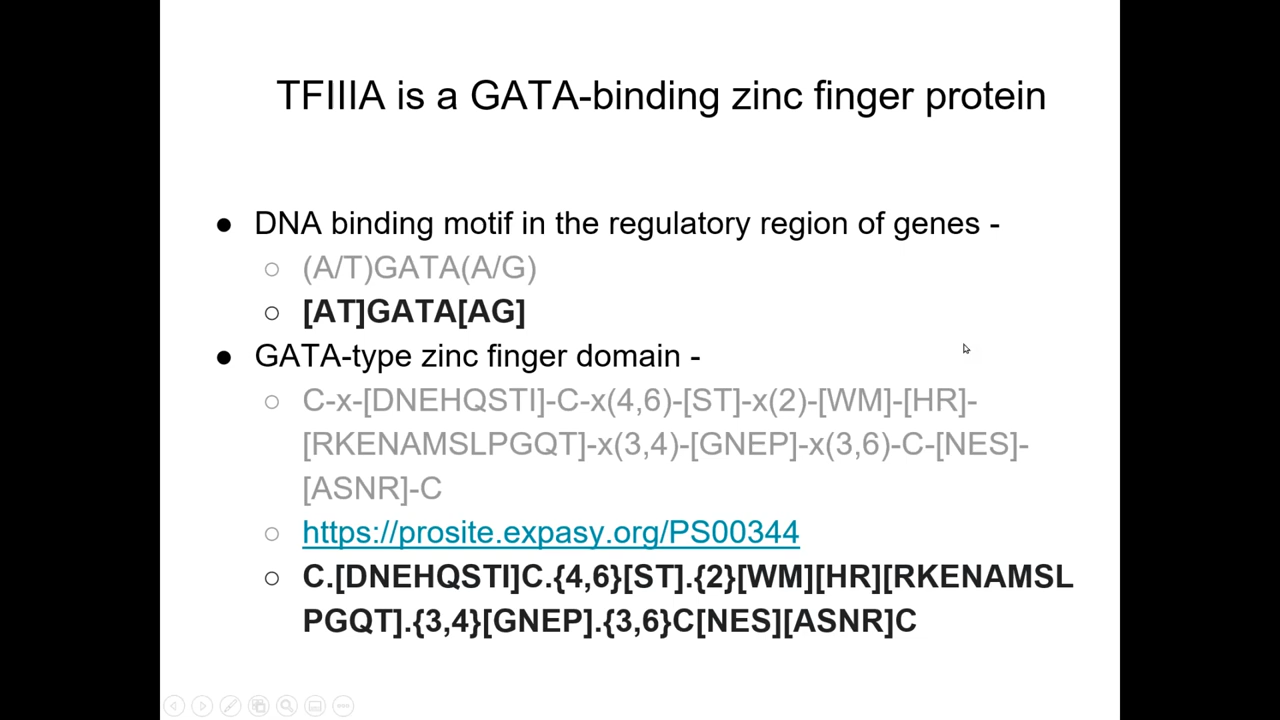 TFIIIA is a GATA-binding zinc finger protein
● DNA binding motif in the regulatory region of genes -
○ (A/T)GATA(A/G)
○ [AT]GATA[AG]
● GATA-type zinc finger domain -
○ C-x-[DNEHQSTI]-C-x(4,6)-[ST]-x(2)-[WM]-[HR]-
[RKENAMSLPGQT]-x(3,4)-[GNEP]-x(3,6)-C-[NES]-
[ASNR]-C
○ https://prosite.expasy.org/PS00344
○ C.[DNEHQSTI]C.{4,6}[ST].{2}[WM][HR][RKENAMSL
PGQT].{3,4}[GNEP].{3,6}C[NES][ASNR]C